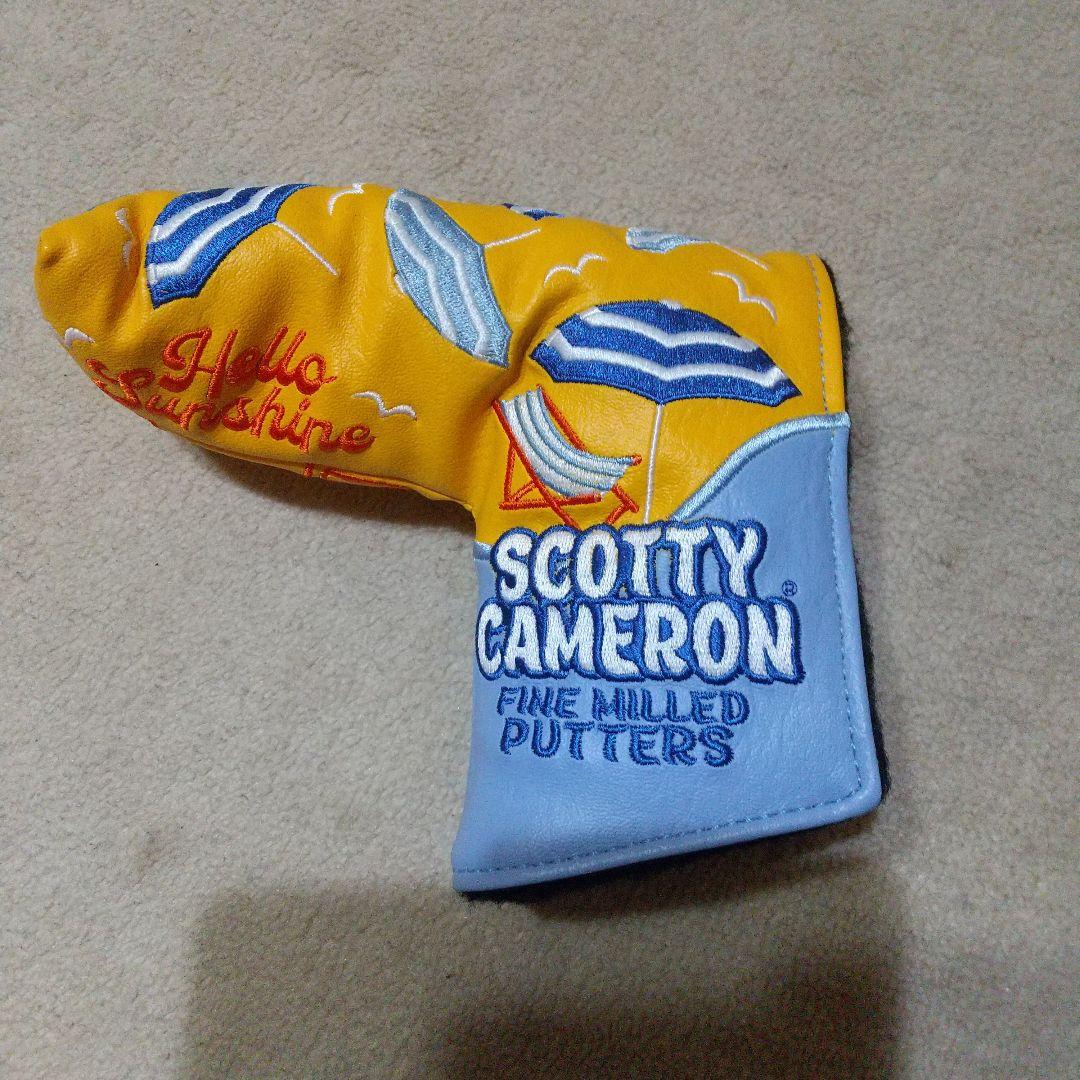 Hello
Sunshine
SCOTTY
CAMERON®
FINE MILLED
PUTTERS